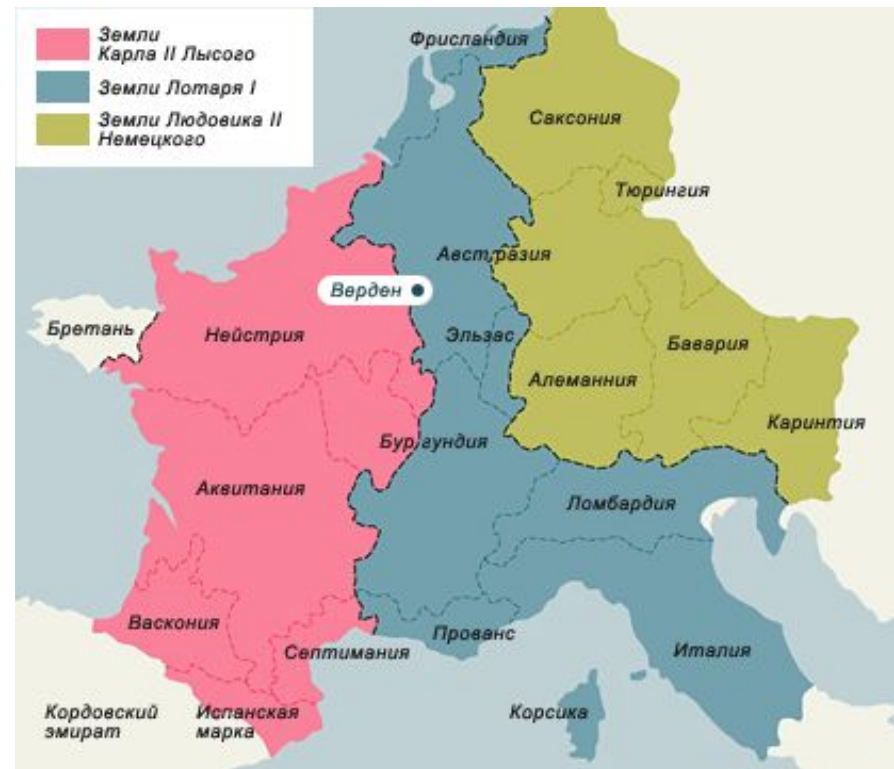 Земли
Карла II Лысого
Земли Лотаря I
Земли Людовика II
Немецкого
Фрисландия
Саксония
Тюрингия
Австразия
Верден
Бретань
Нейстрия
Эльзас
Бавария
Алеманния
Каринтия
Бургундия
Аквитания
Ломбардия
Васкония
Прованс
Септимания
Италия
Кордовский
эмират
Испанская
марка
Корсика